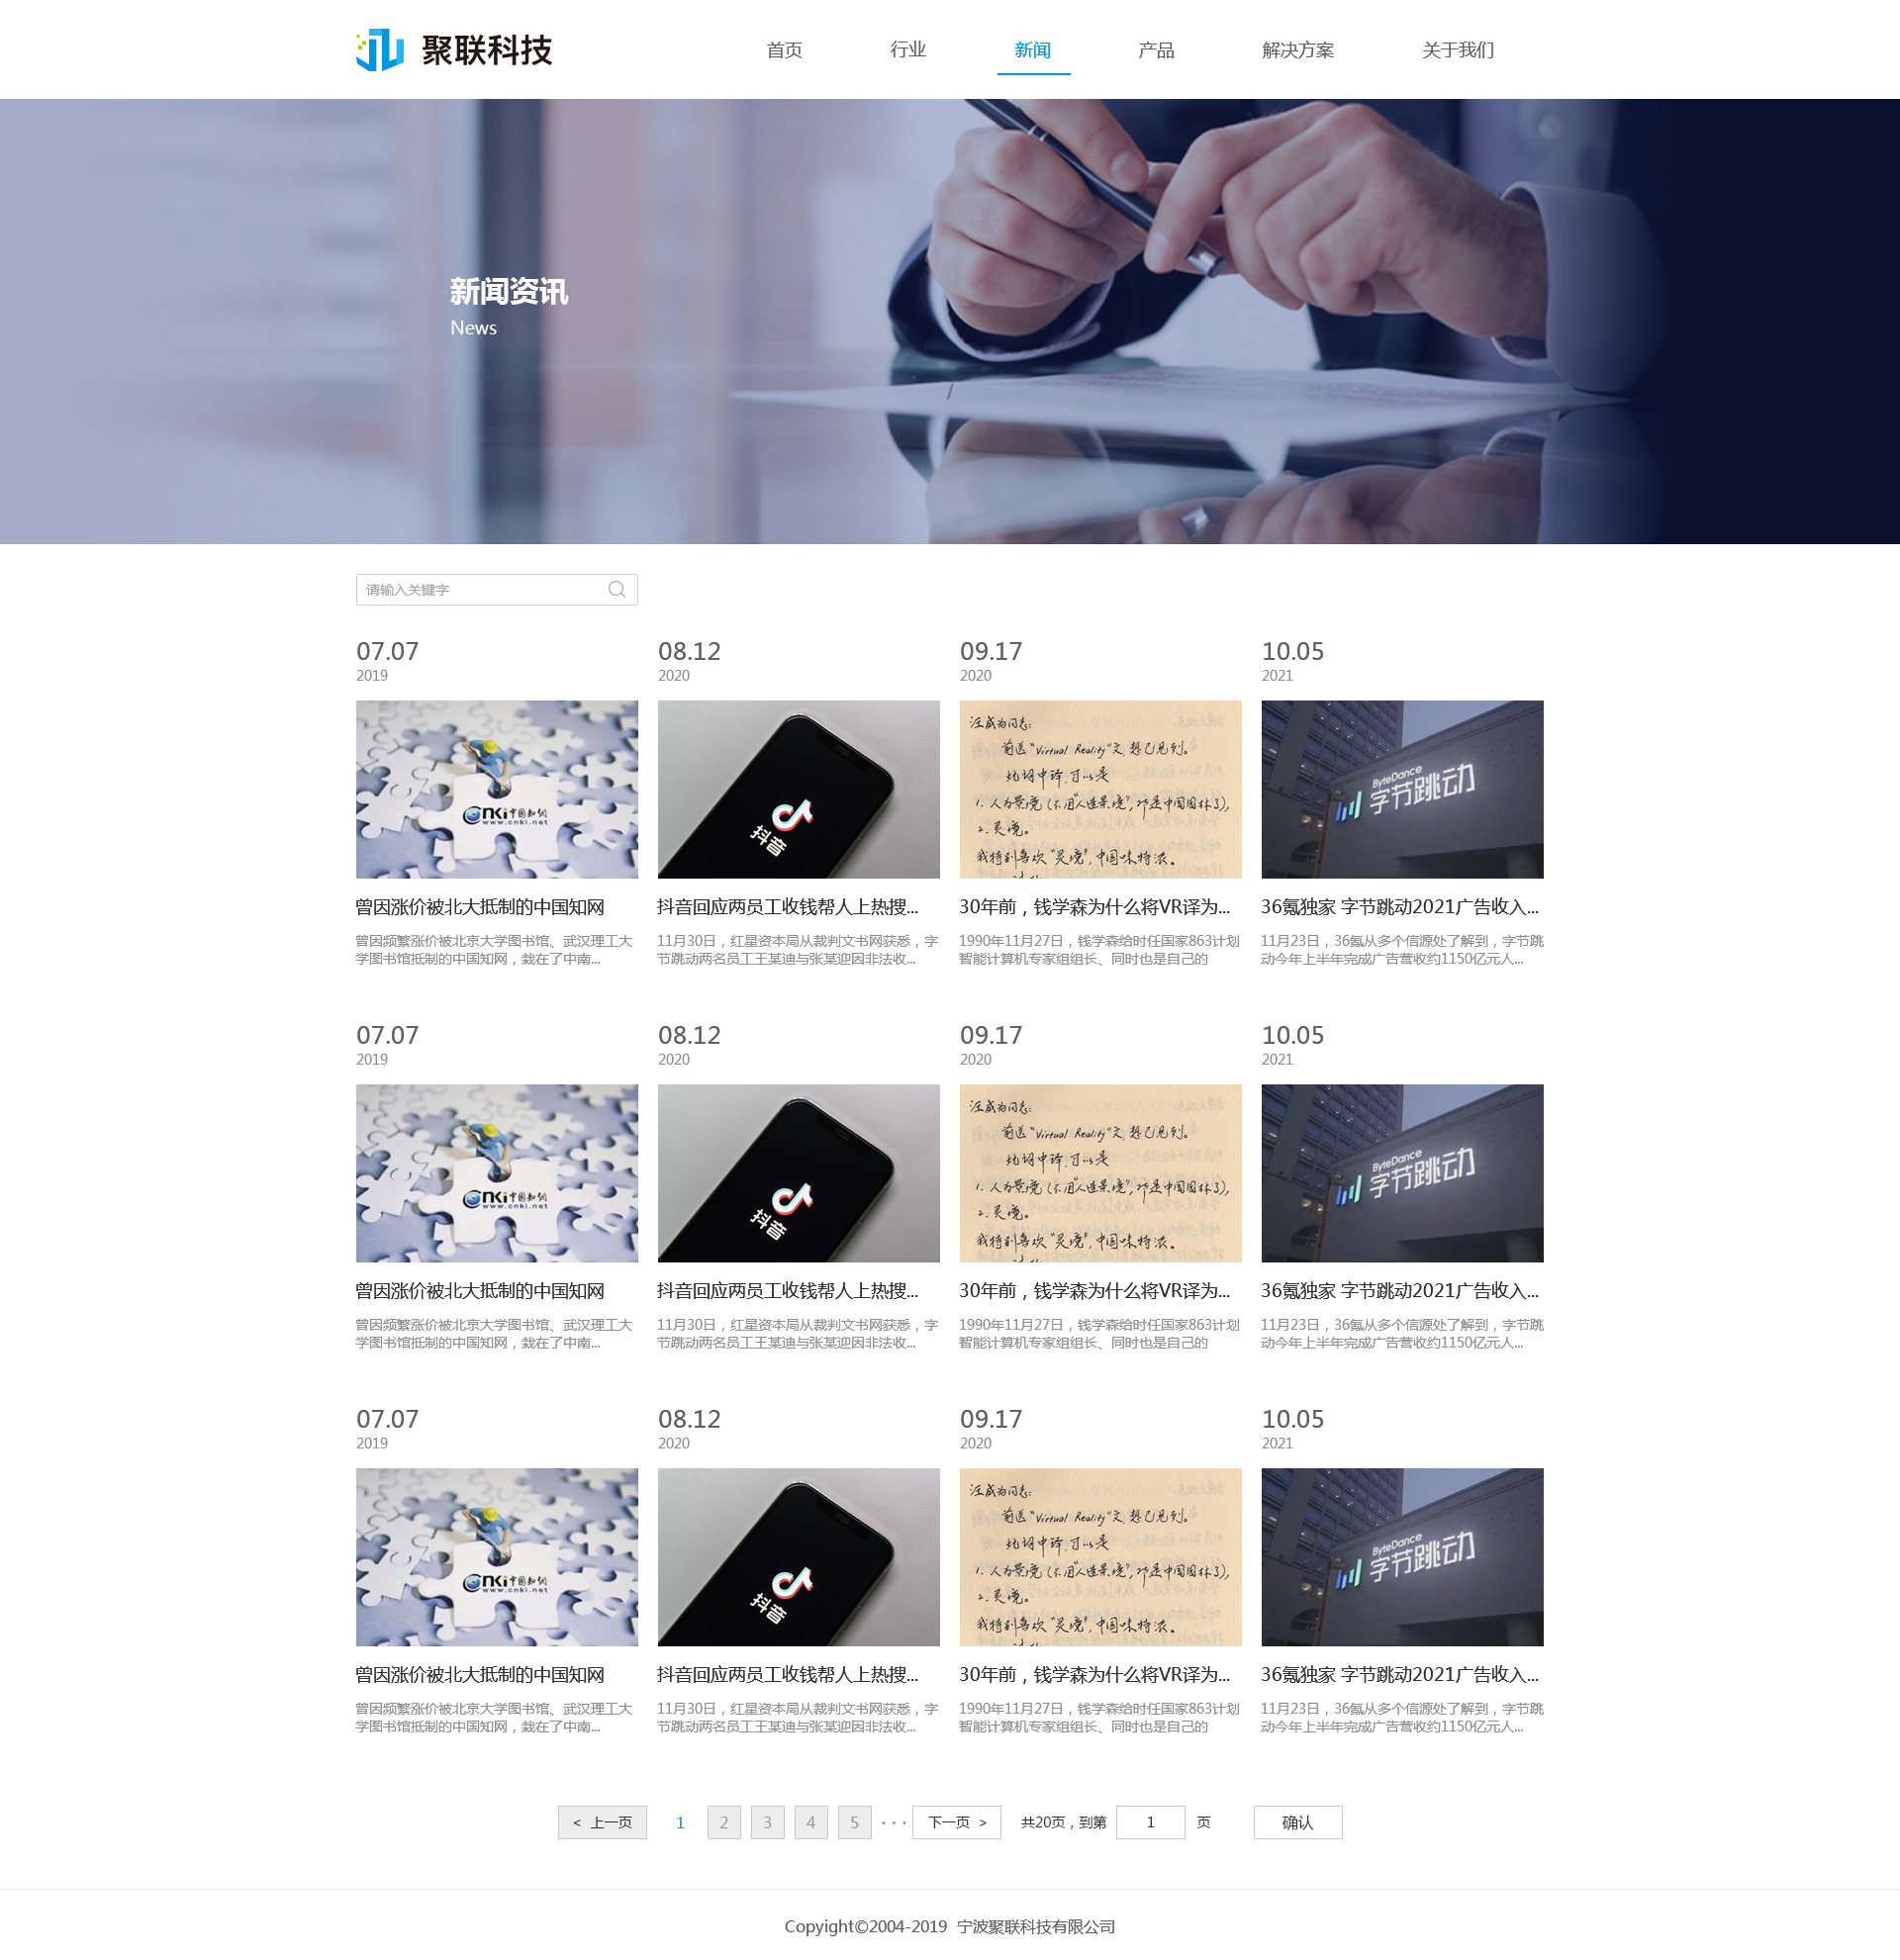 聚联科技
首页
行业
新闻
产品
解决方案
关于我们
新闻资讯
News
请输入关键字
07.07
2019
08.12
2020
09.17
2020
10.05
2021
cnki中国知网
www.cnki.net
抖音
汪成为同志:
前送“Virtual Reality”文,想已见到。
此词中译,可以是
1. 人为景境(不用“人造景境”,那是中国园林了),
2. 灵境。
我特别喜欢“灵境”,中国味特浓。
ByteDance
字节跳动
曾因涨价被北大抵制的中国知网
曾因频繁涨价被北京大学图书馆、武汉理工大
学图书馆抵制的中国知网，栽在了中南...
抖音回应两员工收钱帮人上热搜...
11月30日，红星资本局从裁判文书网获悉，字
节跳动两名员工王某迪与张某迎因非法收...
30年前，钱学森为什么将VR译为...
1990年11月27日，钱学森给时任国家863计划
智能计算机专家组组长、同时也是自己的
36氪独家 字节跳动2021广告收入...
11月23日，36氪从多个信源处了解到，字节跳
动今年上半年完成广告营收约1150亿元人...
07.07
2019
08.12
2020
09.17
2020
10.05
2021
cnki中国知网
www.cnki.net
抖音
汪成为同志:
前送“Virtual Reality”文,想已见到。
此词中译,可以是
1. 人为景境(不用“人造景境”,那是中国园林了),
2. 灵境。
我特别喜欢“灵境”,中国味特浓。
ByteDance
字节跳动
曾因涨价被北大抵制的中国知网
曾因频繁涨价被北京大学图书馆、武汉理工大
学图书馆抵制的中国知网，栽在了中南...
抖音回应两员工收钱帮人上热搜...
11月30日，红星资本局从裁判文书网获悉，字
节跳动两名员工王某迪与张某迎因非法收...
30年前，钱学森为什么将VR译为...
1990年11月27日，钱学森给时任国家863计划
智能计算机专家组组长、同时也是自己的
36氪独家 字节跳动2021广告收入...
11月23日，36氪从多个信源处了解到，字节跳
动今年上半年完成广告营收约1150亿元人...
07.07
2019
08.12
2020
09.17
2020
10.05
2021
cnki中国知网
www.cnki.net
抖音
汪成为同志:
前送“Virtual Reality”文,想已见到。
此词中译,可以是
1. 人为景境(不用“人造景境”,那是中国园林了),
2. 灵境。
我特别喜欢“灵境”,中国味特浓。
ByteDance
字节跳动
曾因涨价被北大抵制的中国知网
曾因频繁涨价被北京大学图书馆、武汉理工大
学图书馆抵制的中国知网，栽在了中南...
抖音回应两员工收钱帮人上热搜...
11月30日，红星资本局从裁判文书网获悉，字
节跳动两名员工王某迪与张某迎因非法收...
30年前，钱学森为什么将VR译为...
1990年11月27日，钱学森给时任国家863计划
智能计算机专家组组长、同时也是自己的
36氪独家 字节跳动2021广告收入...
11月23日，36氪从多个信源处了解到，字节跳
动今年上半年完成广告营收约1150亿元人...
< 上一页 1 2 3 4 5 ··· 下一页 > 共20页，到第 1 页 确认
Copyight©2004-2019 宁波聚联科技有限公司